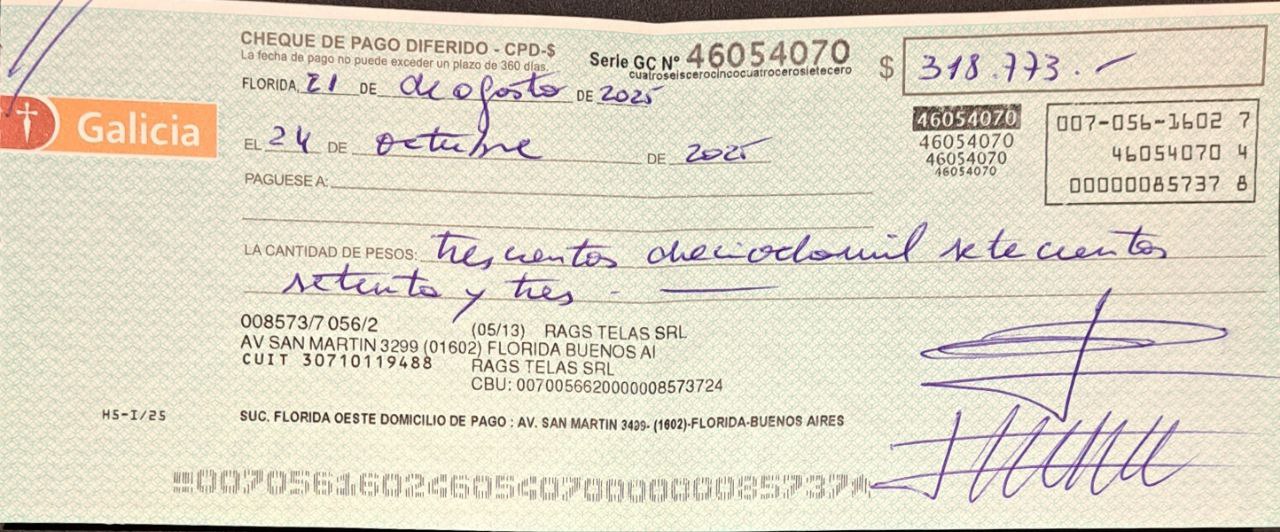 CHEQUE DE PAGO DIFERIDO - CPD-$
La fecha de pago no puede exceder un plazo de 360 días.
Serie GC Nº 46054070
cuatroseiscerocincocuatrocerosietecero
$ 318.773.-
FLORIDA, 21 DE de agosto DE 2025
Galicia
46054070
46054070
46054070
46054070
007-056-1602 7
46054070 4
00000085737 8
EL 24 DE octubre DE 2025
PAGUESE A:
LA CANTIDAD DE PESOS: trescientos dieciocho mil setecientos
setenta y tres -
008573/7 056/2 (05/13) RAGS TELAS SRL
AV SAN MARTIN 3299 (01602) FLORIDA BUENOS AI
CUIT 30710119488 RAGS TELAS SRL
CBU: 0070056620000008573724
HS-I/25
SUC. FLORIDA OESTE DOMICILIO DE PAGO : AV. SAN MARTIN 3499- (1602)-FLORIDA-BUENOS AIRES